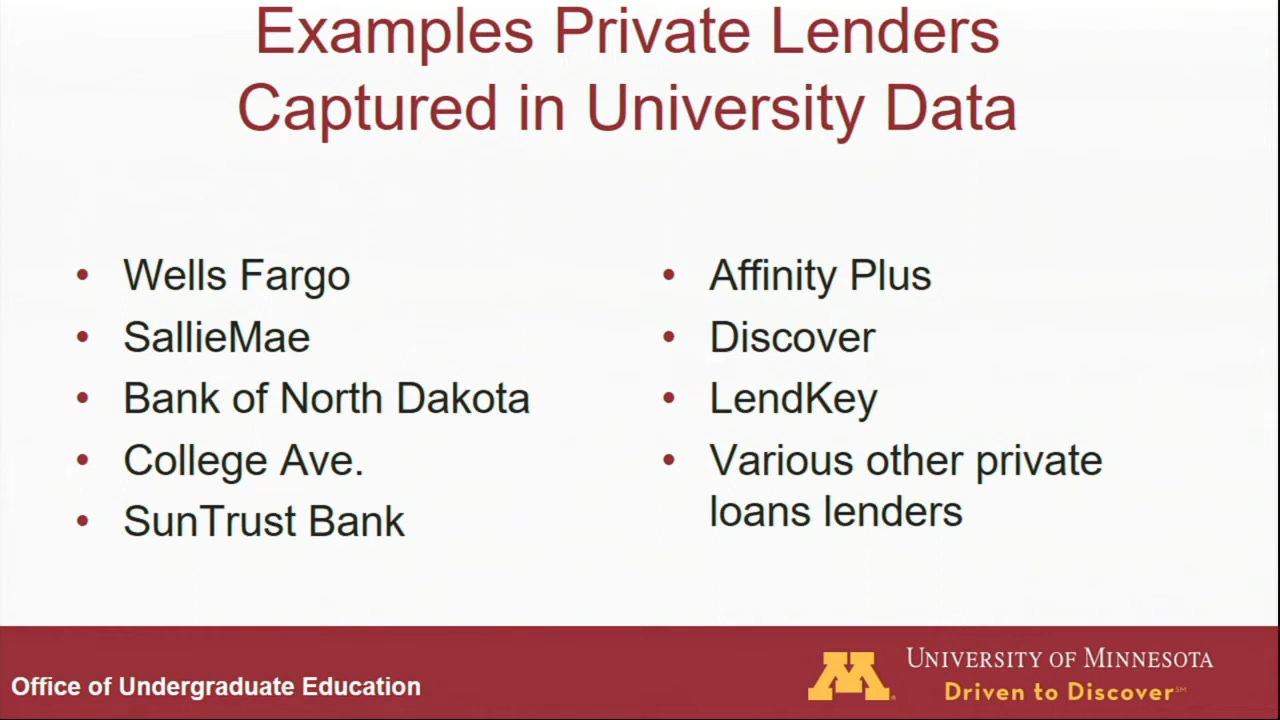 Examples Private Lenders
Captured in University Data
• Wells Fargo
• SallieMae
• Bank of North Dakota
• College Ave.
• SunTrust Bank
• Affinity Plus
• Discover
• LendKey
• Various other private
loans lenders
Office of Undergraduate Education
M
UNIVERSITY OF MINNESOTA
Driven to Discover℠